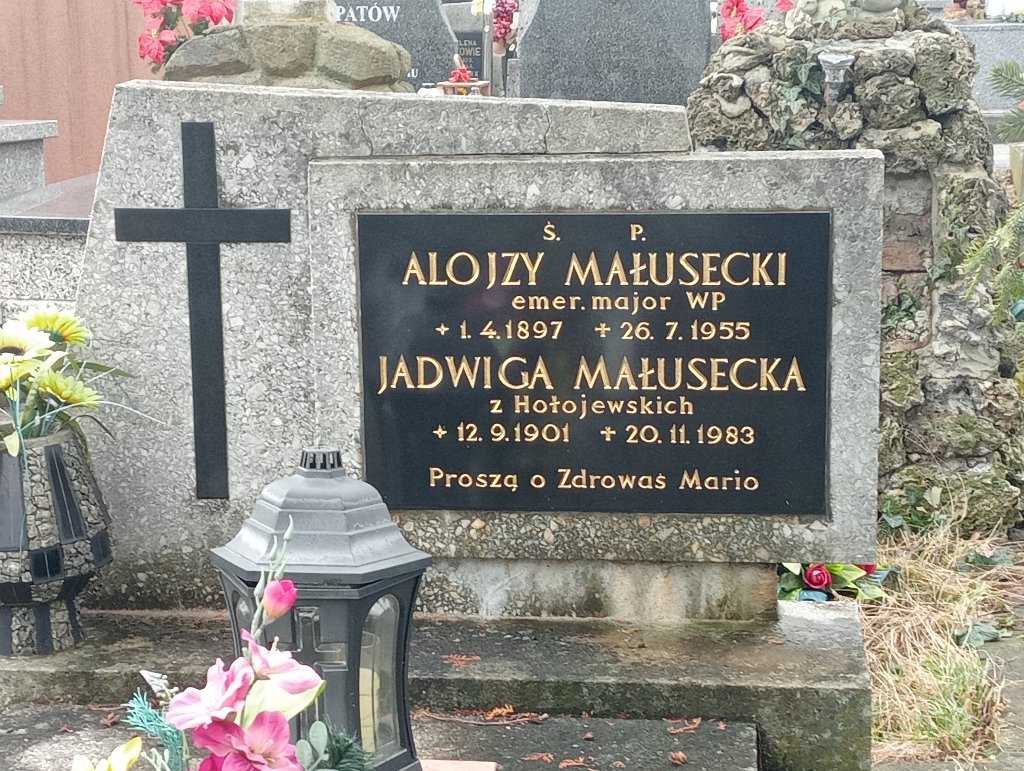 PATÓW
Ś. P.
ALOJZY MAŁUSECKI
emer. major WP
+ 1. 4. 1897 + 26. 7. 1955
JADWIGA MAŁUSECKA
z Hołojewskich
+ 12. 9. 1901 + 20. 11. 1983
Proszą o Zdrowaś Mario